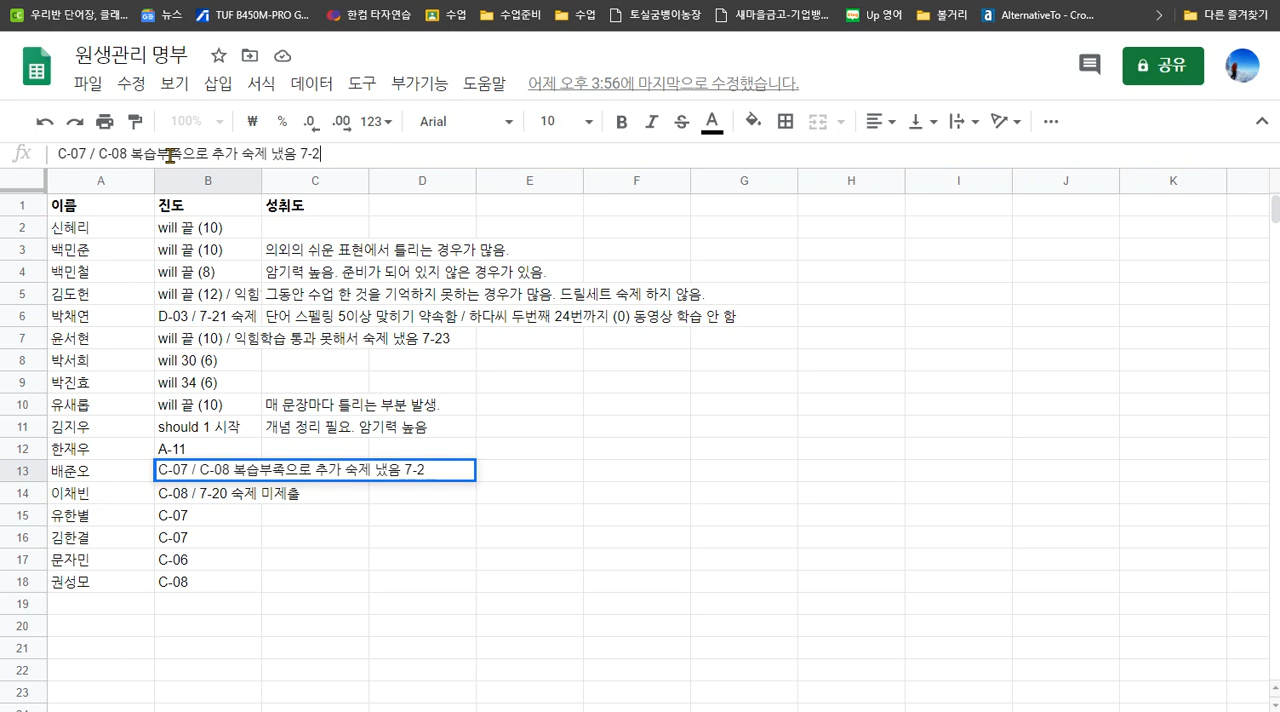 우리반 단어장, 클래... 뉴스 TUF B450M-PRO G... 한컴 타자연습 수업 수업준비 수업 토실궁뱅이농장 새마을금고-기업뱅... Up 영어 볼거리 AlternativeTo - Cro... 다른 즐겨찾기
원생관리 명부
공유
파일 수정 보기 삽입 서식 데이터 도구 부가기능 도움말 어제 오후 3:56에 마지막으로 수정했습니다.
100% ₩ % .0 .00 123 Arial 10 B I S A
fx C-07 / C-08 복습부족으로 추가 숙제 냈음 7-2
A B C D E F G H I J K
1 이름 진도 성취도
2 신혜리 will 끝 (10)
3 백민준 will 끝 (10) 의외의 쉬운 표현에서 틀리는 경우가 많음.
4 백민철 will 끝 (8) 암기력 높음. 준비가 되어 있지 않은 경우가 있음.
5 김도헌 will 끝 (12) / 익힘 그동안 수업 한 것을 기억하지 못하는 경우가 많음. 드릴세트 숙제 하지 않음.
6 박채연 D-03 / 7-21 숙제 단어 스펠링 5이상 맞히기 약속함 / 하다씨 두번째 24번까지 (0) 동영상 학습 안 함
7 윤서현 will 끝 (10) / 익힘학습 통과 못해서 숙제 냈음 7-23
8 박서희 will 30 (6)
9 박진효 will 34 (6)
10 유새롭 will 끝 (10) 매 문장마다 틀리는 부분 발생.
11 김지우 should 1 시작 개념 정리 필요. 암기력 높음
12 한재우 A-11
13 배준오 C-07 / C-08 복습부족으로 추가 숙제 냈음 7-2
14 이채빈 C-08 / 7-20 숙제 미제출
15 유한별 C-07
16 김한결 C-07
17 문자민 C-06
18 권성모 C-08
19
20
21
22
23